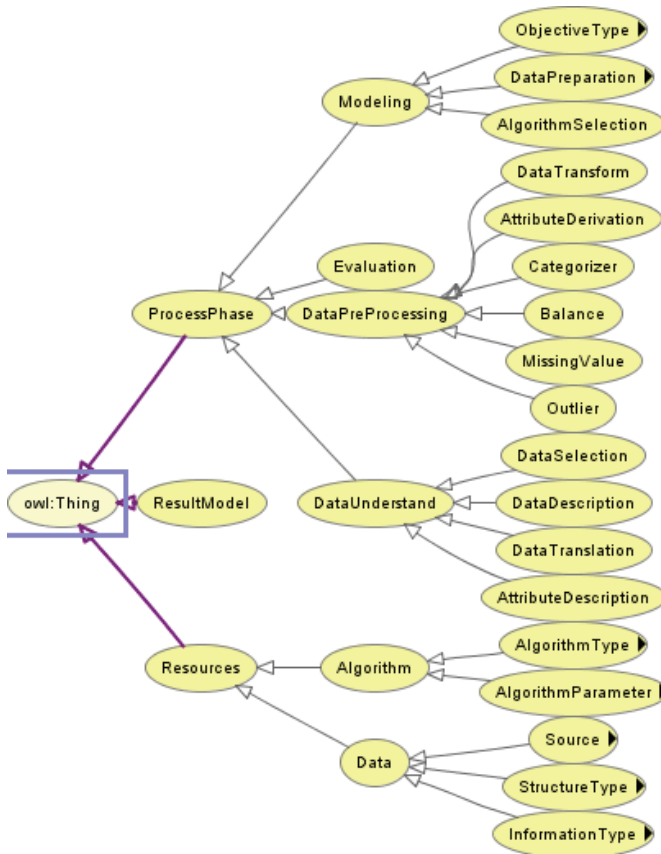 ObjectiveType
DataPreparation
Modeling
AlgorithmSelection
DataTransform
AttributeDerivation
Evaluation
Categorizer
ProcessPhase
DataPreProcessing
Balance
MissingValue
Outlier
DataSelection
owl:Thing
ResultModel
DataUnderstand
DataDescription
DataTranslation
AttributeDescription
AlgorithmType
Resources
Algorithm
AlgorithmParameter
Source
Data
StructureType
InformationType